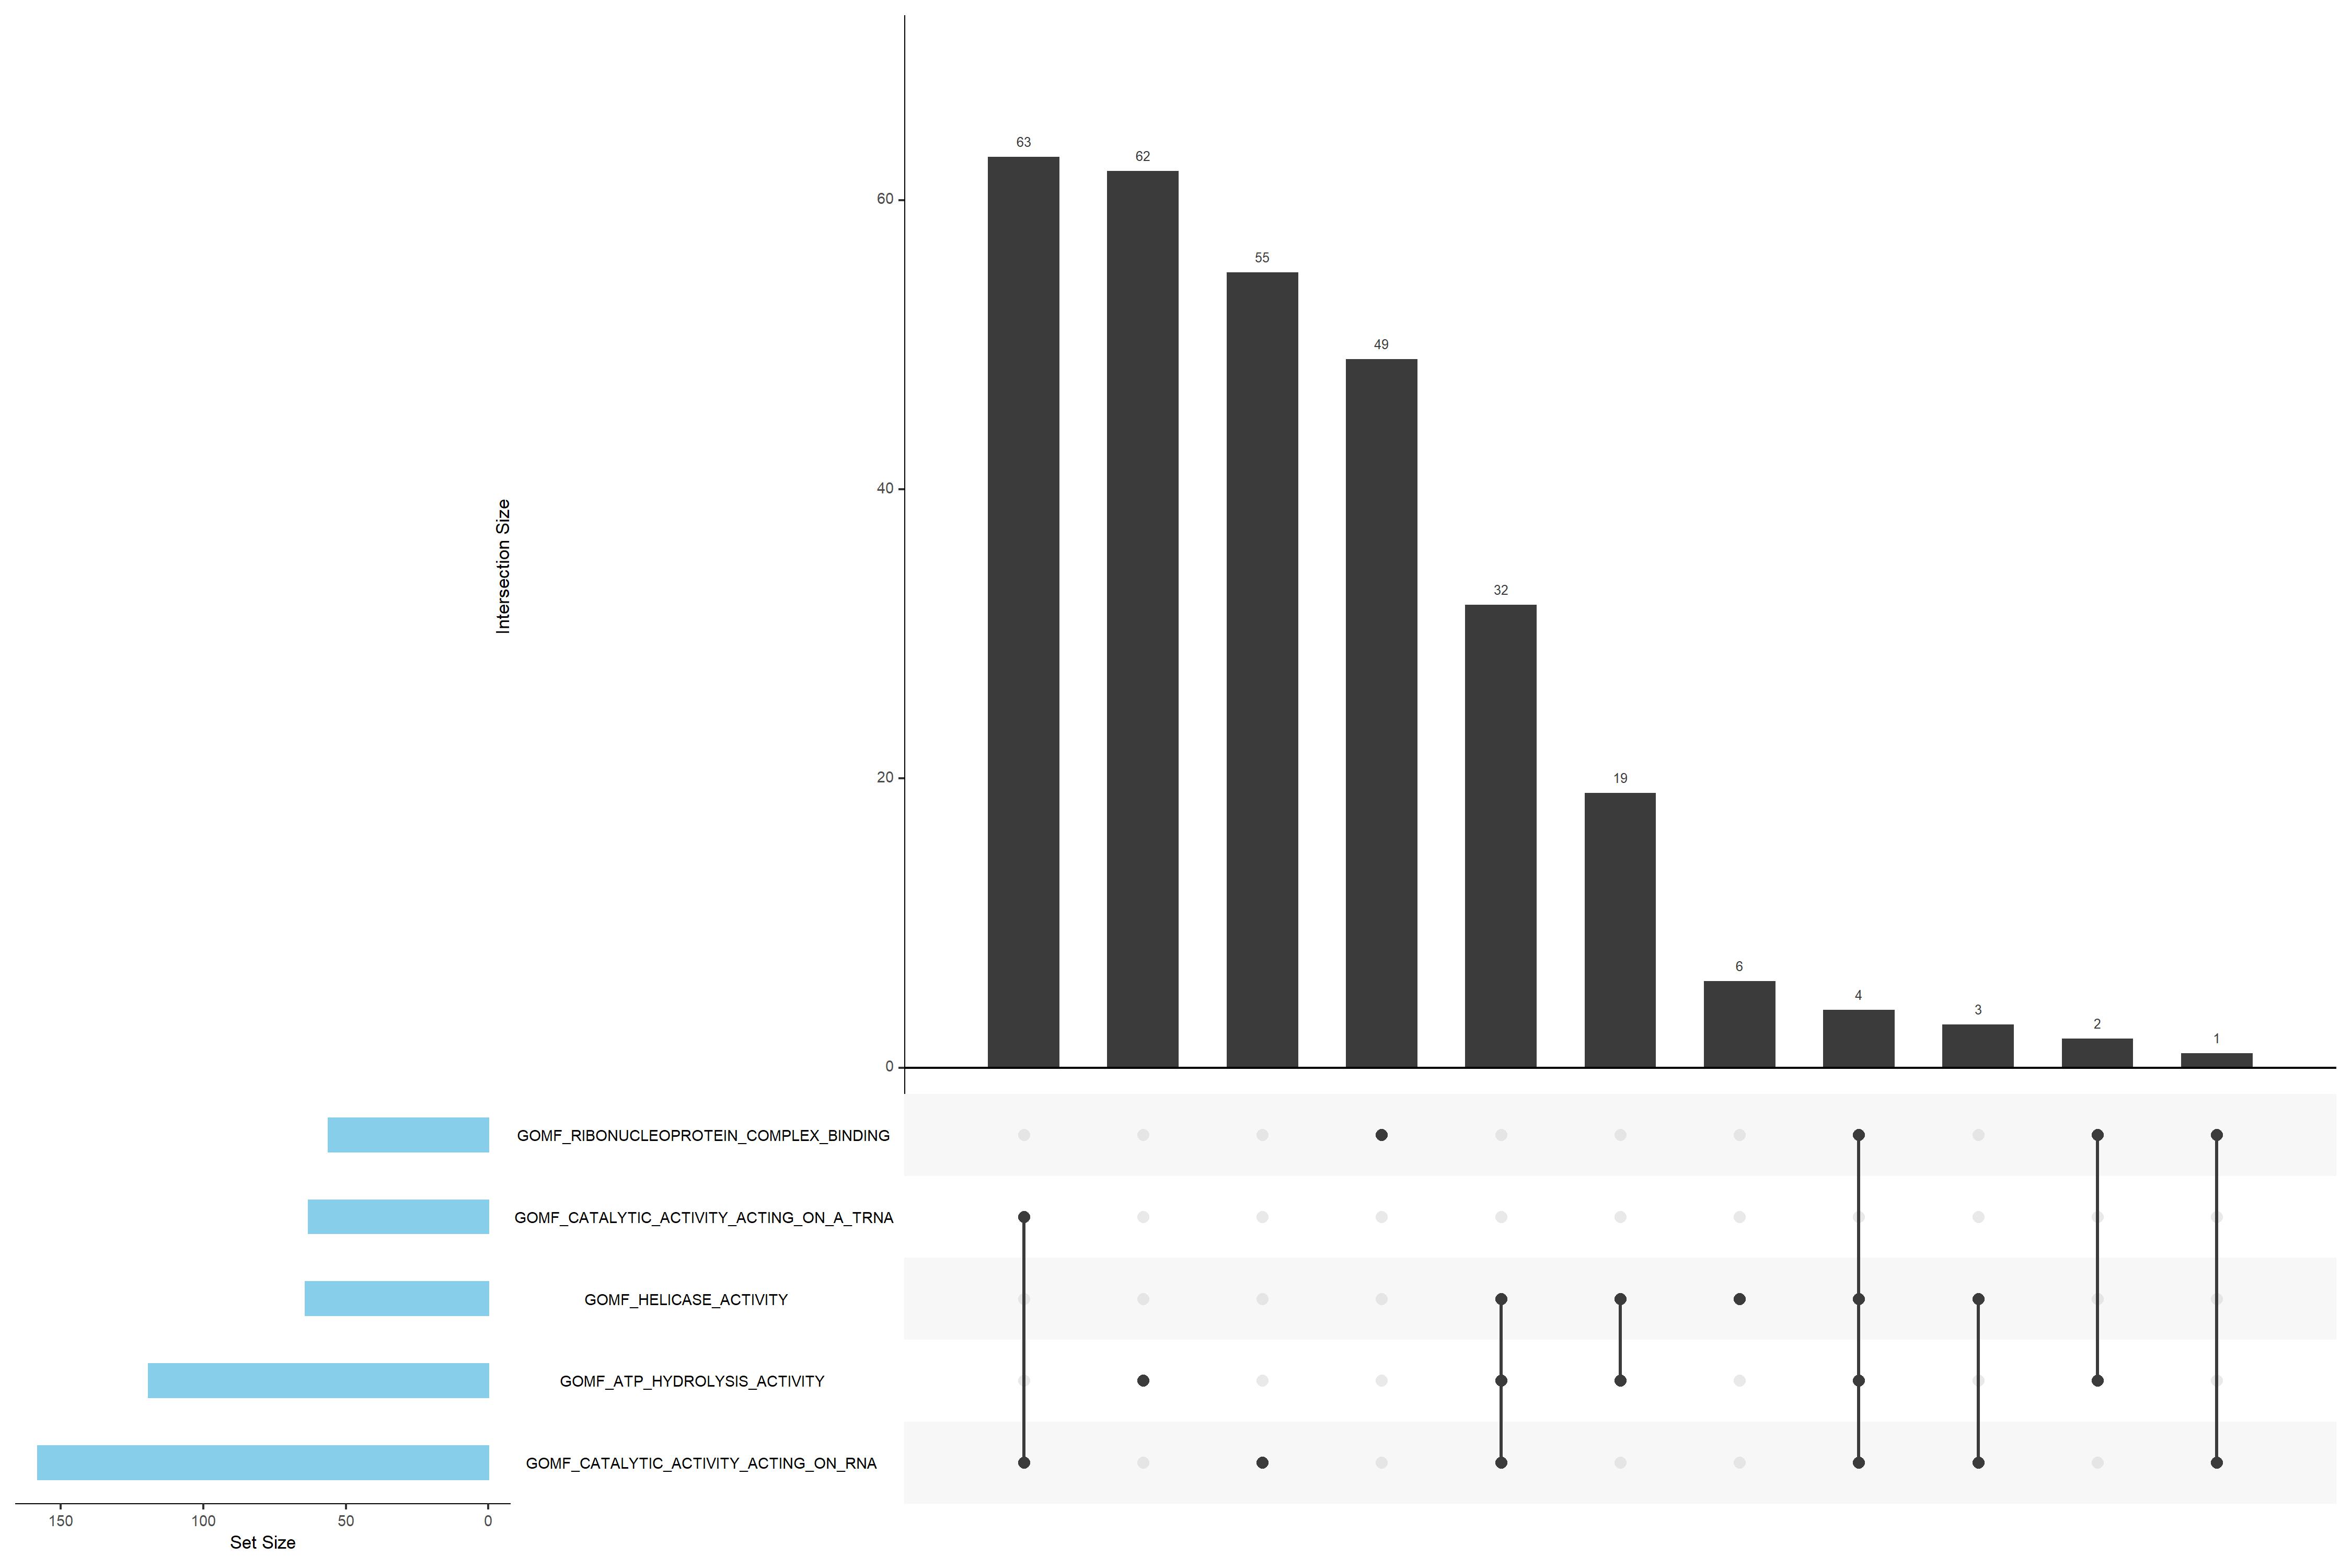 63
62
55
49
32
19
6
4
3
2
1
60
40
20
0
Intersection Size
GOMF_RIBONUCLEOPROTEIN_COMPLEX_BINDING
GOMF_CATALYTIC_ACTIVITY_ACTING_ON_A_TRNA
GOMF_HELICASE_ACTIVITY
GOMF_ATP_HYDROLYSIS_ACTIVITY
GOMF_CATALYTIC_ACTIVITY_ACTING_ON_RNA
150 100 50 0
Set Size